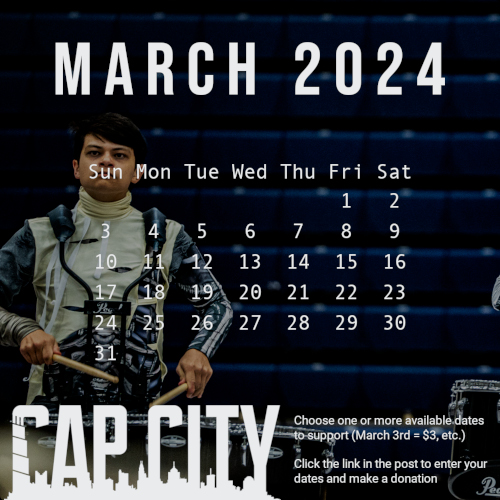 MARCH 2024
Sun Mon Tue Wed Thu Fri Sat
1 2
3 4 5 6 7 8 9
10 11 12 13 14 15 16
17 18 19 20 21 22 23
24 25 26 27 28 29 30
31
CAP CITY
Choose one or more available dates
to support (March 3rd = $3, etc.)
Click the link in the post to enter your
dates and make a donation